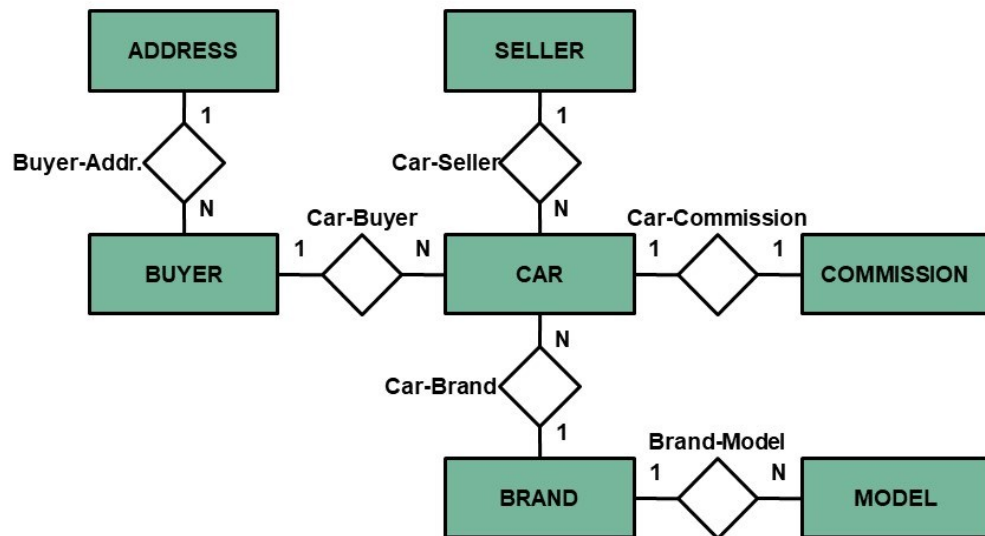 ADDRESS
SELLER
1
1
Buyer-Addr.
Car-Seller
N
Car-Buyer
N
Car-Commission
BUYER
1
N
CAR
1
1
COMMISSION
N
Car-Brand
1
Brand-Model
BRAND
1
N
MODEL